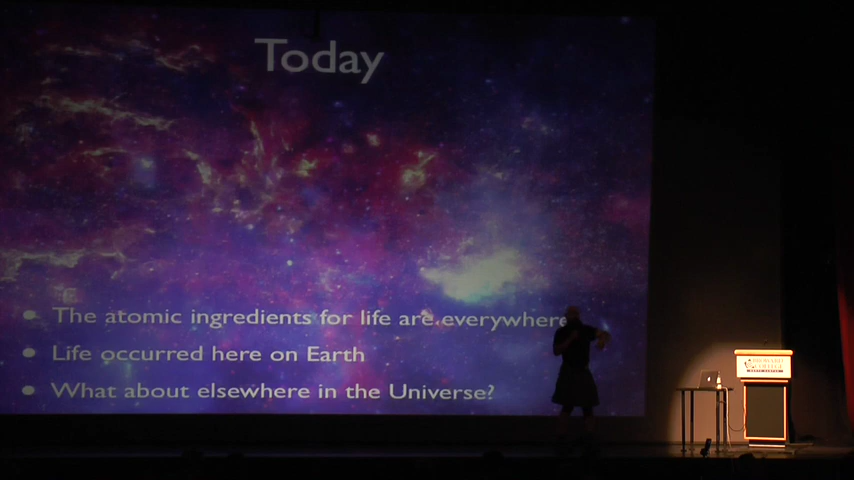 Today
The atomic ingredients for life are everywhere
Life occurred here on Earth
What about elsewhere in the Universe?
COLLEGE